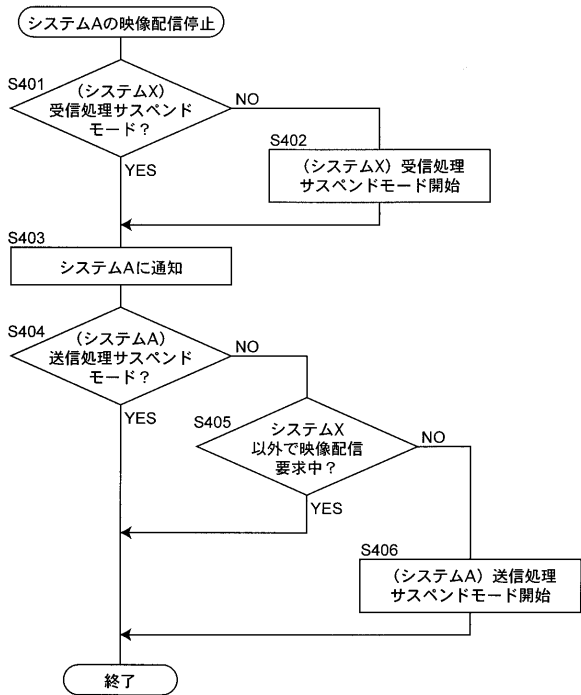 システムAの映像配信停止
S401
（システムX）
受信処理サスペンド
モード？
NO
YES
S402
（システムX）受信処理
サスペンドモード開始
S403
システムAに通知
S404
（システムA）
送信処理サスペンド
モード？
NO
YES
S405
システムX
以外で映像配信
要求中？
NO
YES
S406
（システムA）送信処理
サスペンドモード開始
終了